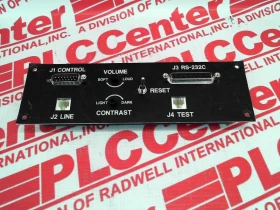 PLCCenter
J1 CONTROL
VOLUME
SOFT
LOUD
J3 RS-232C
RESET
LIGHT
DARK
CONTRAST
J2 LINE
J4 TEST
PLCCenter
A DIVISION OF RADWELL INTERNATIONAL